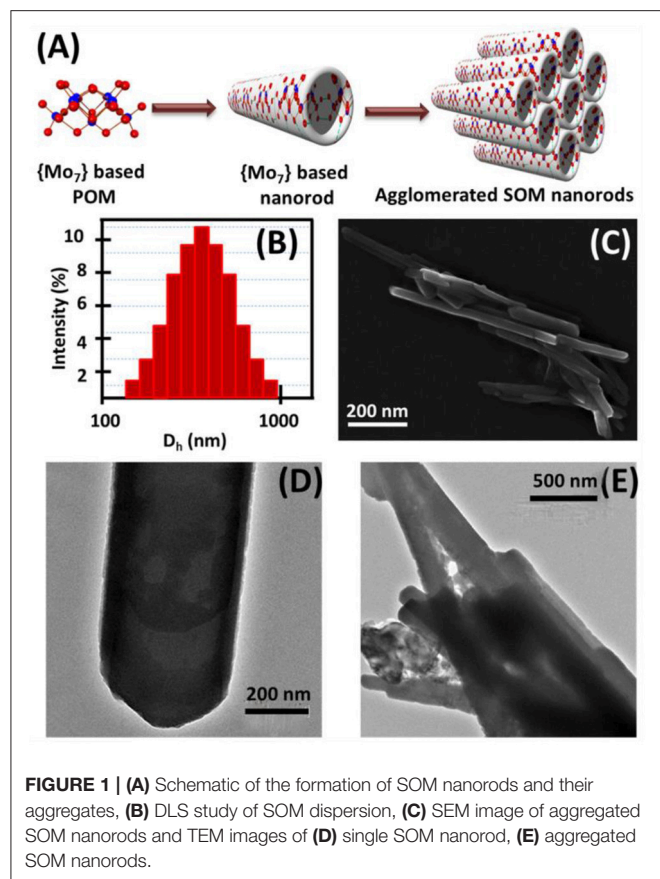 (A)
{Mo₇} based
POM
{Mo₇} based
nanorod
Agglomerated SOM nanorods
(B)
Intensity (%)
10
8
6
4
2
100
1000
Dₕ (nm)
(C)
200 nm
(D)
200 nm
(E)
500 nm
FIGURE 1 | (A) Schematic of the formation of SOM nanorods and their
aggregates, (B) DLS study of SOM dispersion, (C) SEM image of aggregated
SOM nanorods and TEM images of (D) single SOM nanorod, (E) aggregated
SOM nanorods.